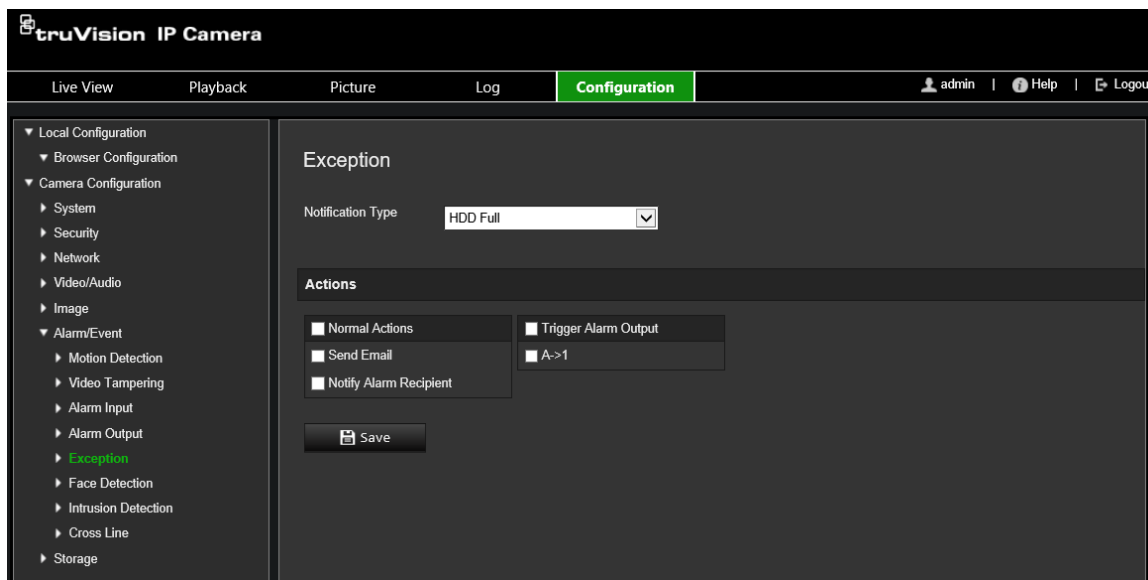 truVision IP Camera
Live View Playback Picture Log Configuration admin | Help | Logou
Local Configuration
Browser Configuration
Camera Configuration
System
Security
Network
Video/Audio
Image
Alarm/Event
Motion Detection
Video Tampering
Alarm Input
Alarm Output
Exception
Face Detection
Intrusion Detection
Cross Line
Storage
Exception
Notification Type HDD Full
Actions
Normal Actions Trigger Alarm Output
Send Email A->1
Notify Alarm Recipient
Save